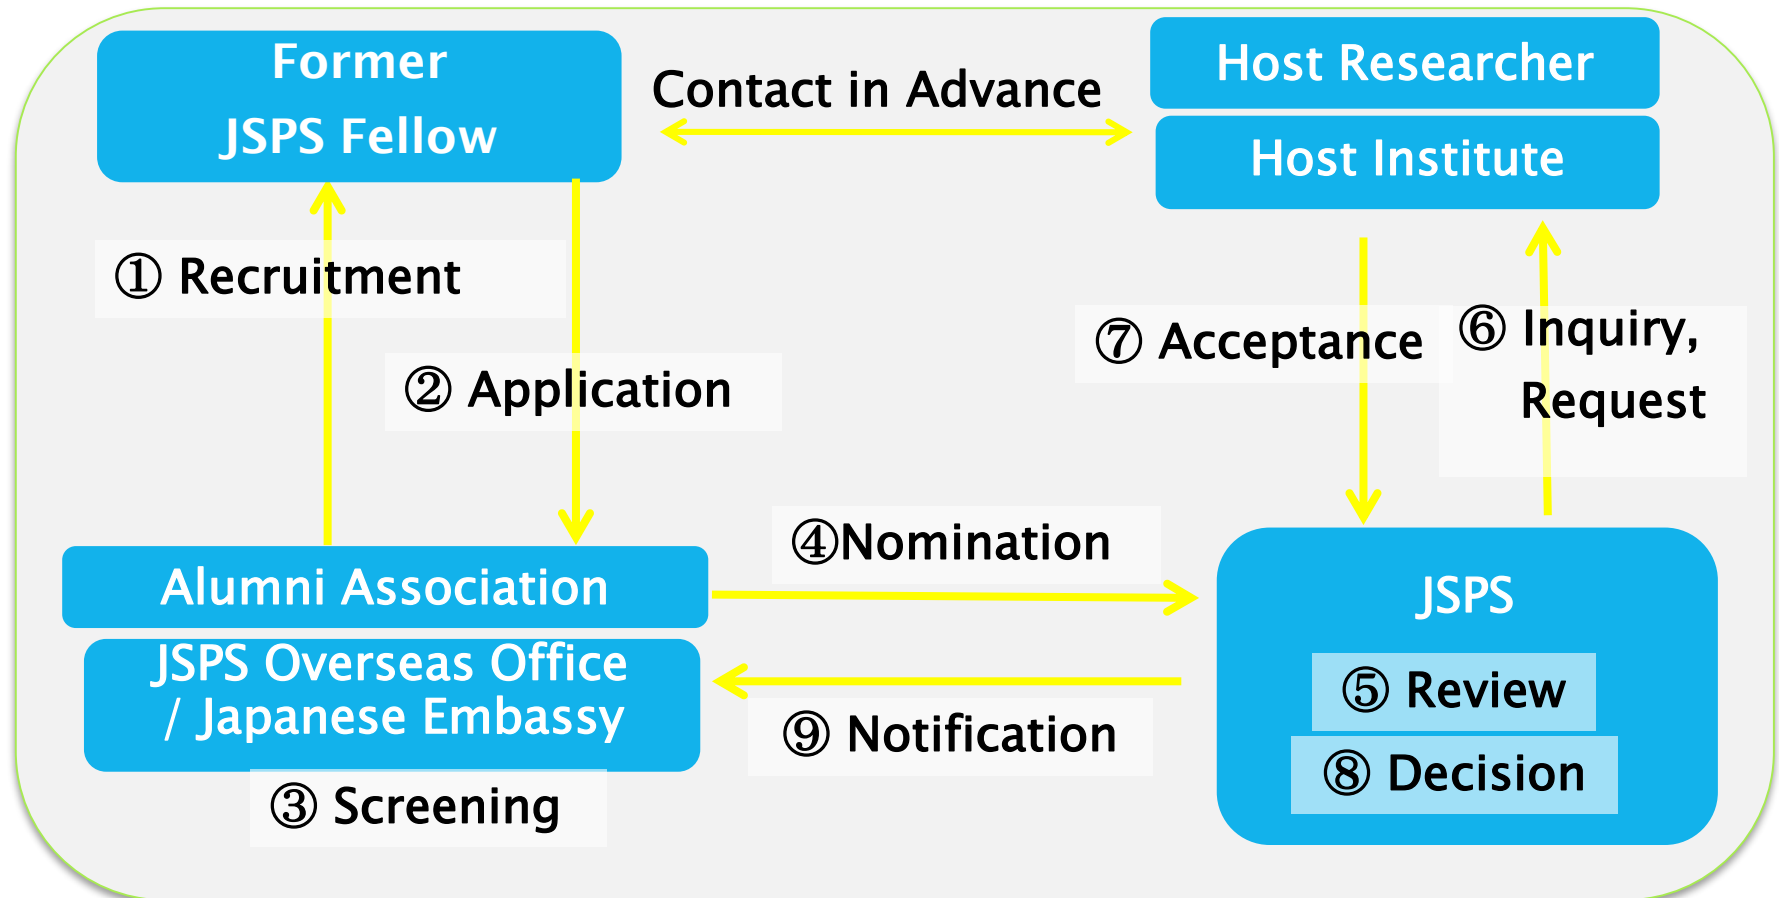 Former
JSPS Fellow
Contact in Advance
Host Researcher
Host Institute
① Recruitment
② Application
⑦ Acceptance
⑥ Inquiry,
Request
④Nomination
Alumni Association
JSPS Overseas Office
/ Japanese Embassy
③ Screening
⑨ Notification
JSPS
⑤ Review
⑧ Decision